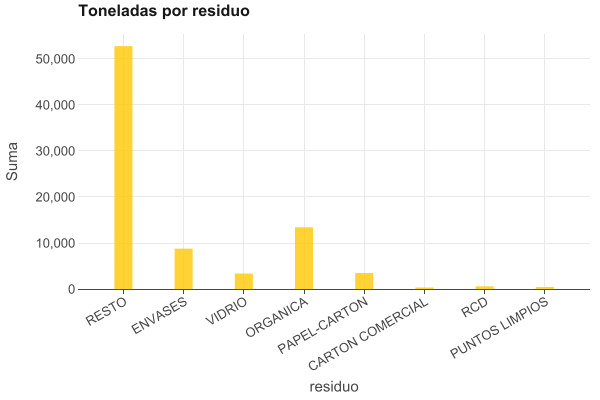 Toneladas por residuo
Suma
50,000
40,000
30,000
20,000
10,000
0
RESTO
ENVASES
VIDRIO
ORGANICA
PAPEL-CARTON
CARTON COMERCIAL
RCD
PUNTOS LIMPIOS
residuo